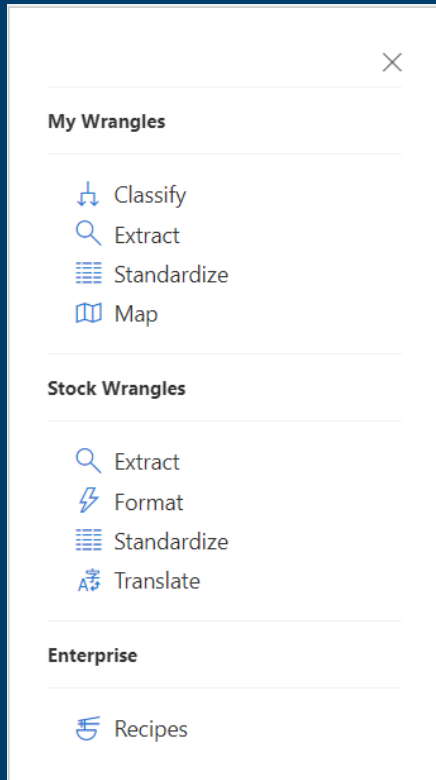 My Wrangles
Classify
Extract
Standardize
Map
Stock Wrangles
Extract
Format
Standardize
Translate
Enterprise
Recipes